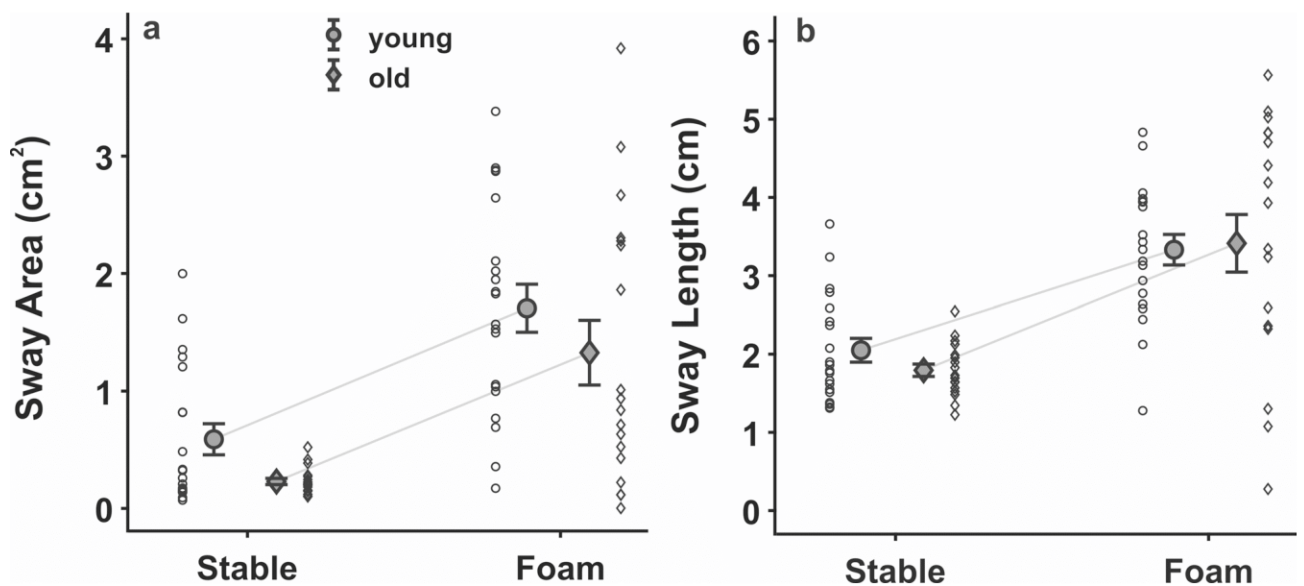 a
young
old
4
3
2
1
0
Sway Area (cm²)
Stable
Foam
b
6
5
4
3
2
1
0
Sway Length (cm)
Stable
Foam